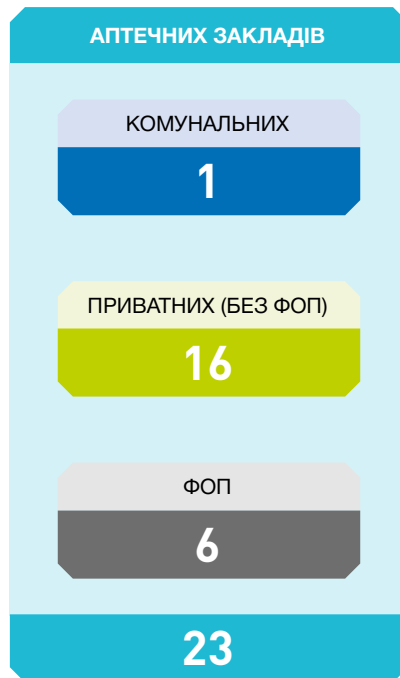 АПТЕЧНИХ ЗАКЛАДІВ
КОМУНАЛЬНИХ
1
ПРИВАТНИХ (БЕЗ ФОП)
16
ФОП
6
23